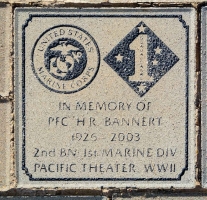 UNITED STATES
MARINE CORPS
1
IN MEMORY OF
PFC "H.R. BANNERT
1925 - 2003
2nd BN. 1st MARINE DIV
PACIFIC THEATER, WWII